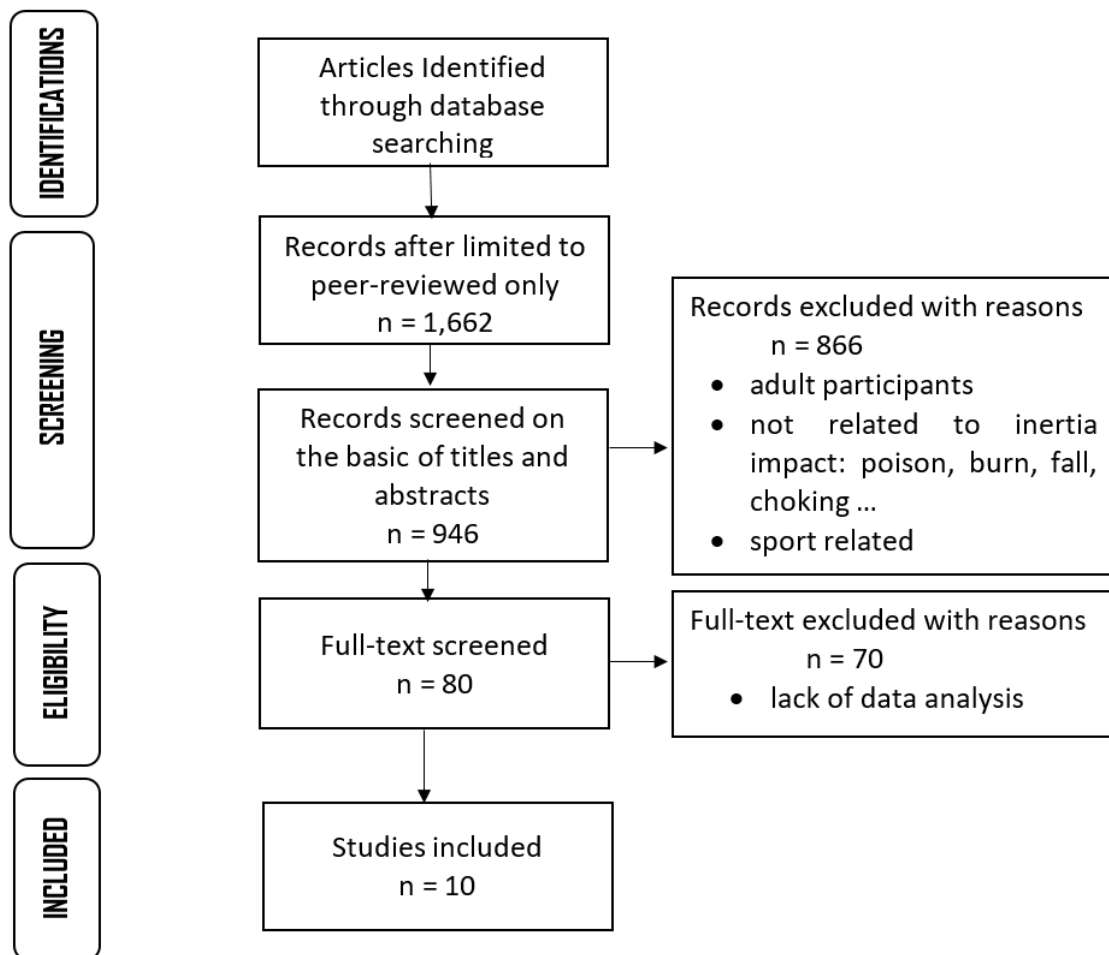 IDENTIFICATIONS
Articles Identified
through database
searching
SCREENING
Records after limited to
peer-reviewed only
n = 1,662
Records screened on
the basic of titles and
abstracts
n = 946
Records excluded with reasons
n = 866
• adult participants
• not related to inertia
impact: poison, burn, fall,
choking ...
• sport related
ELIGIBILITY
Full-text screened
n = 80
Full-text excluded with reasons
n = 70
• lack of data analysis
INCLUDED
Studies included
n = 10